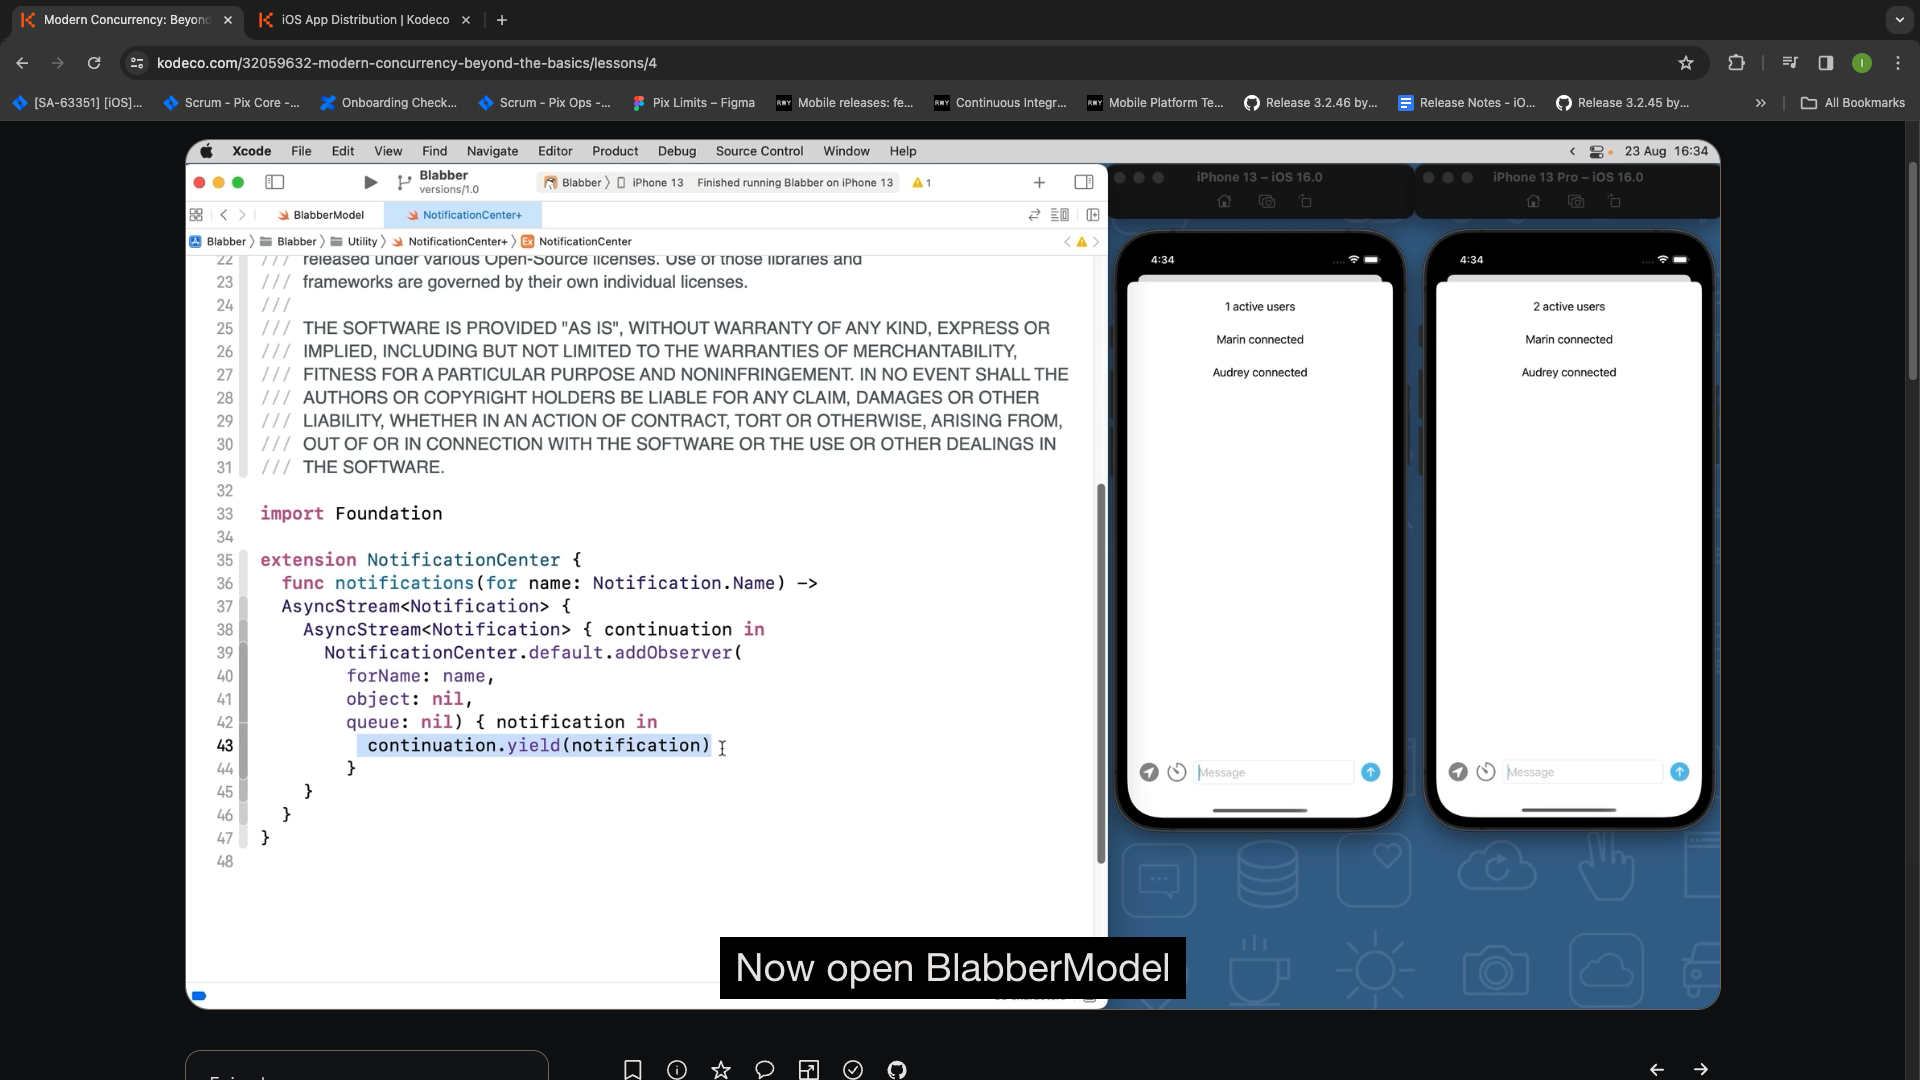 Modern Concurrency: Beyond
iOS App Distribution | Kodeco
kodeco.com/32059632-modern-concurrency-beyond-the-basics/lessons/4
I
[SA-63351] [iOS]...
Scrum - Pix Core -...
Onboarding Check...
Scrum - Pix Ops -...
Pix Limits – Figma
RWY Mobile releases: fe...
RWY Continuous Integr...
RWY Mobile Platform Te...
Release 3.2.46 by...
Release Notes - iO...
Release 3.2.45 by...
All Bookmarks
Xcode File Edit View Find Navigate Editor Product Debug Source Control Window Help
23 Aug 16:34
Blabber
versions/1.0
Blabber
iPhone 13
Finished running Blabber on iPhone 13
1
BlabberModel
NotificationCenter+
Blabber
Blabber
Utility
NotificationCenter+
Ex NotificationCenter
22 /// released under various Open-Source licenses. Use of those libraries and
23 /// frameworks are governed by their own individual licenses.
24 ///
25 /// THE SOFTWARE IS PROVIDED "AS IS", WITHOUT WARRANTY OF ANY KIND, EXPRESS OR
26 /// IMPLIED, INCLUDING BUT NOT LIMITED TO THE WARRANTIES OF MERCHANTABILITY,
27 /// FITNESS FOR A PARTICULAR PURPOSE AND NONINFRINGEMENT. IN NO EVENT SHALL THE
28 /// AUTHORS OR COPYRIGHT HOLDERS BE LIABLE FOR ANY CLAIM, DAMAGES OR OTHER
29 /// LIABILITY, WHETHER IN AN ACTION OF CONTRACT, TORT OR OTHERWISE, ARISING FROM,
30 /// OUT OF OR IN CONNECTION WITH THE SOFTWARE OR THE USE OR OTHER DEALINGS IN
31 /// THE SOFTWARE.
32
33 import Foundation
34
35 extension NotificationCenter {
36 func notifications(for name: Notification.Name) ->
37 AsyncStream<Notification> {
38 AsyncStream<Notification> { continuation in
39 NotificationCenter.default.addObserver(
40 forName: name,
41 object: nil,
42 queue: nil) { notification in
43 continuation.yield(notification)
44 }
45 }
46 }
47 }
48
iPhone 13 – iOS 16.0
4:34
1 active users
Marin connected
Audrey connected
Message
iPhone 13 Pro – iOS 16.0
4:34
2 active users
Marin connected
Audrey connected
Message
Now open BlabberModel